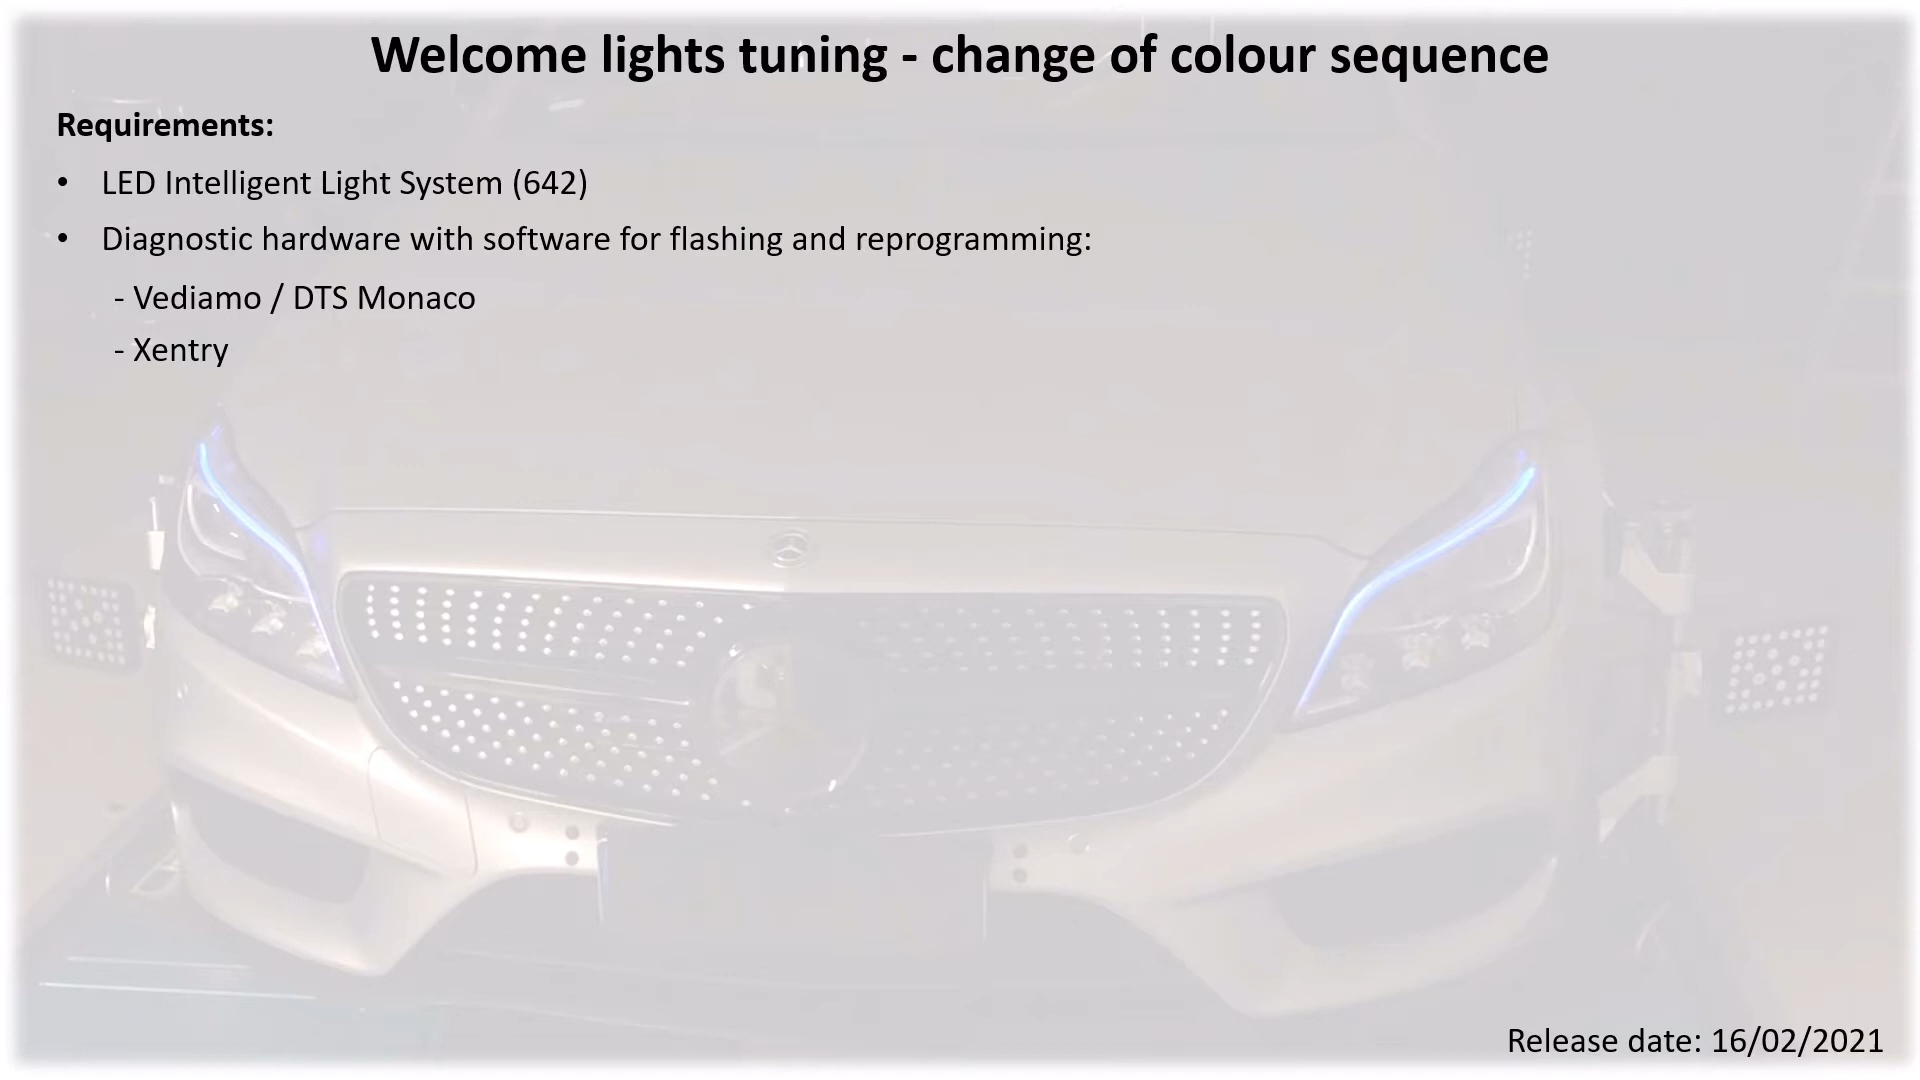 Welcome lights tuning - change of colour sequence
Requirements:
• LED Intelligent Light System (642)
• Diagnostic hardware with software for flashing and reprogramming:
- Vediamo / DTS Monaco
- Xentry
Release date: 16/02/2021